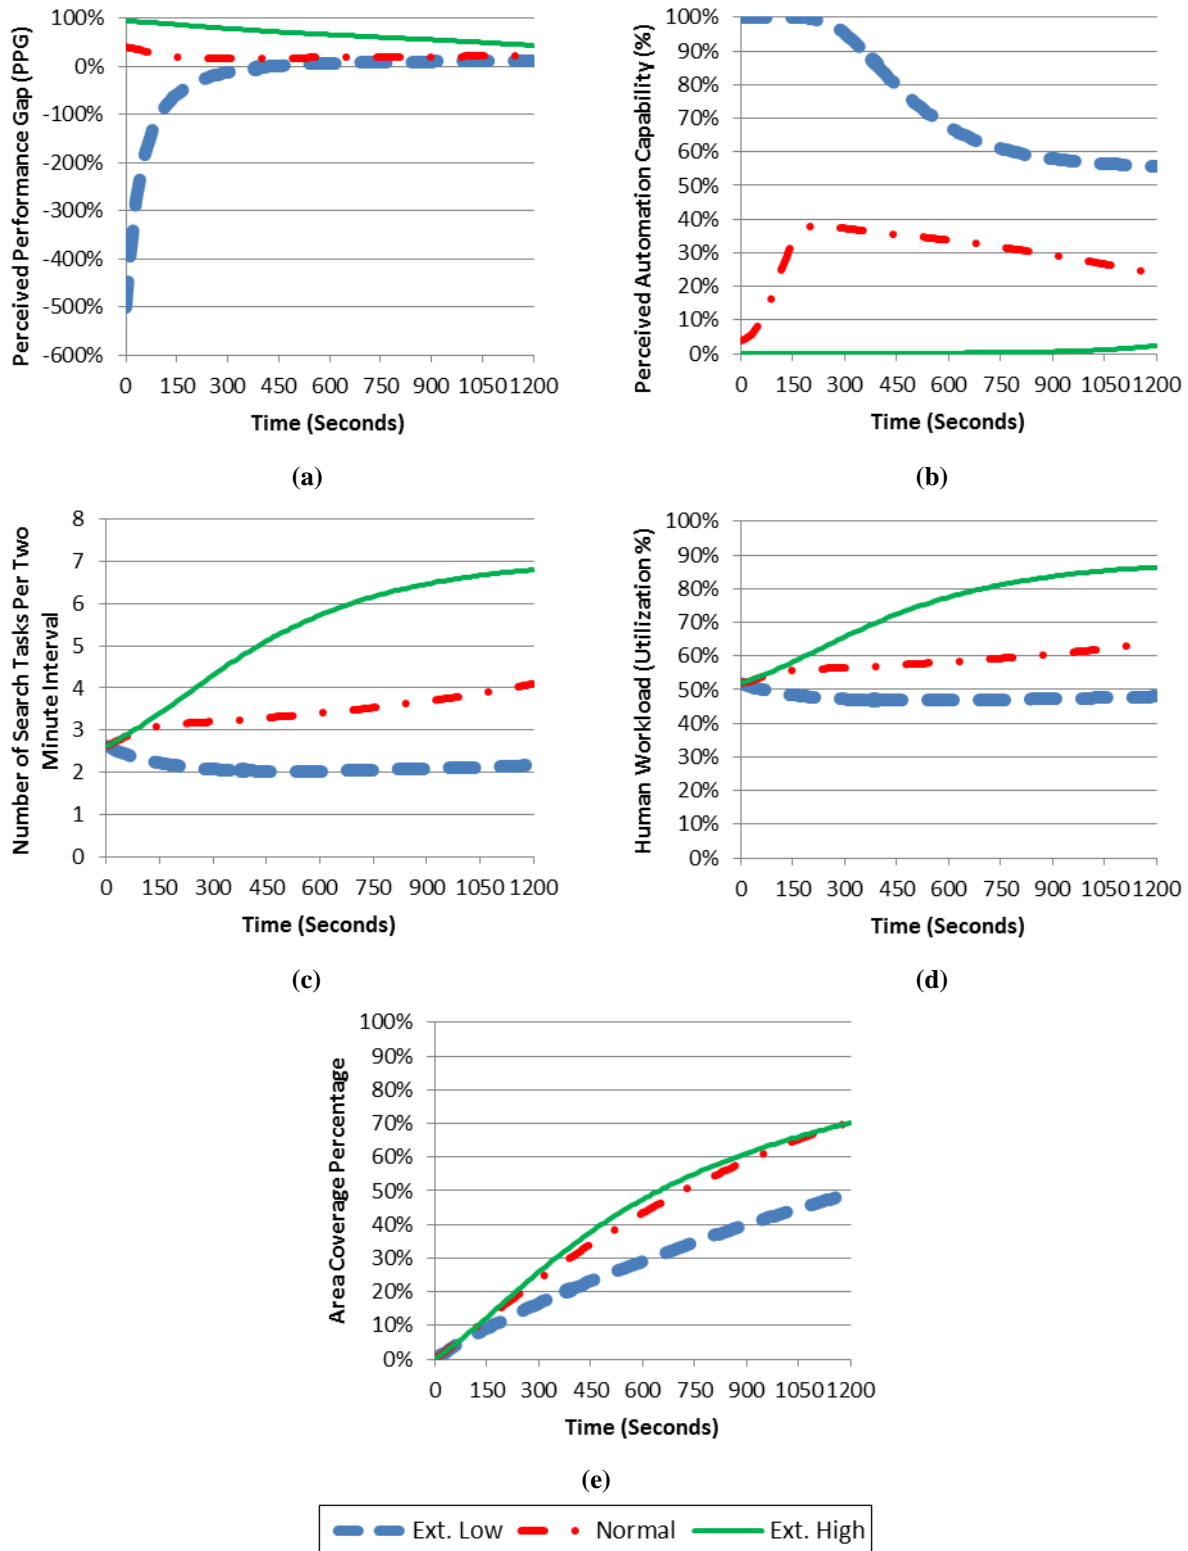 Perceived Performance Gap (PPG)
100%
0%
-100%
-200%
-300%
-400%
-500%
-600%
0 150 300 450 600 750 900 1050 1200
Time (Seconds)
(a)
Perceived Automation Capability (%)
100%
90%
80%
70%
60%
50%
40%
30%
20%
10%
0%
0 150 300 450 600 750 900 1050 1200
Time (Seconds)
(b)
Number of Search Tasks Per Two
Minute Interval
8
7
6
5
4
3
2
1
0
0 150 300 450 600 750 900 1050 1200
Time (Seconds)
(c)
Human Workload (Utilization %)
100%
90%
80%
70%
60%
50%
40%
30%
20%
10%
0%
0 150 300 450 600 750 900 1050 1200
Time (Seconds)
(d)
Area Coverage Percentage
100%
90%
80%
70%
60%
50%
40%
30%
20%
10%
0%
0 150 300 450 600 750 900 1050 1200
Time (Seconds)
(e)
Ext. Low Normal Ext. High